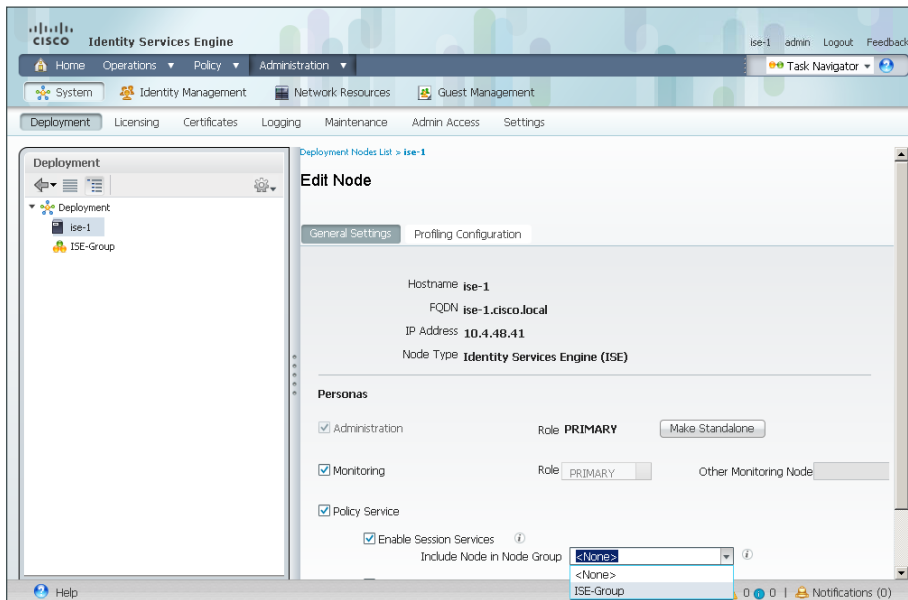 CISCO Identity Services Engine
ise-1 admin Logout Feedback
Home Operations Policy Administration
Task Navigator
System Identity Management Network Resources Guest Management
Deployment Licensing Certificates Logging Maintenance Admin Access Settings
Deployment
Deployment
ise-1
ISE-Group
Deployment Nodes List > ise-1
Edit Node
General Settings Profiling Configuration
Hostname ise-1
FQDN ise-1.cisco.local
IP Address 10.4.48.41
Node Type Identity Services Engine (ISE)
Personas
Administration Role PRIMARY Make Standalone
Monitoring Role PRIMARY Other Monitoring Node
Policy Service
Enable Session Services i
Include Node in Node Group <None> i
<None>
ISE-Group
Help
0 0 | Notifications (0)